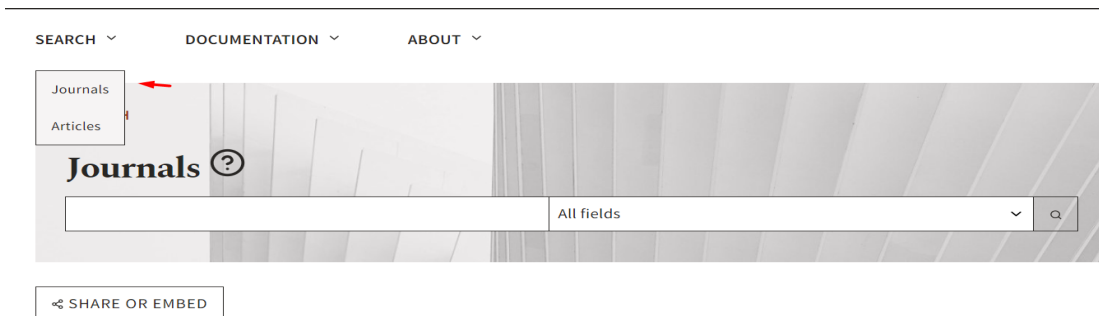 SEARCH DOCUMENTATION ABOUT
Journals
H
Articles
Journals ?
All fields
SHARE OR EMBED